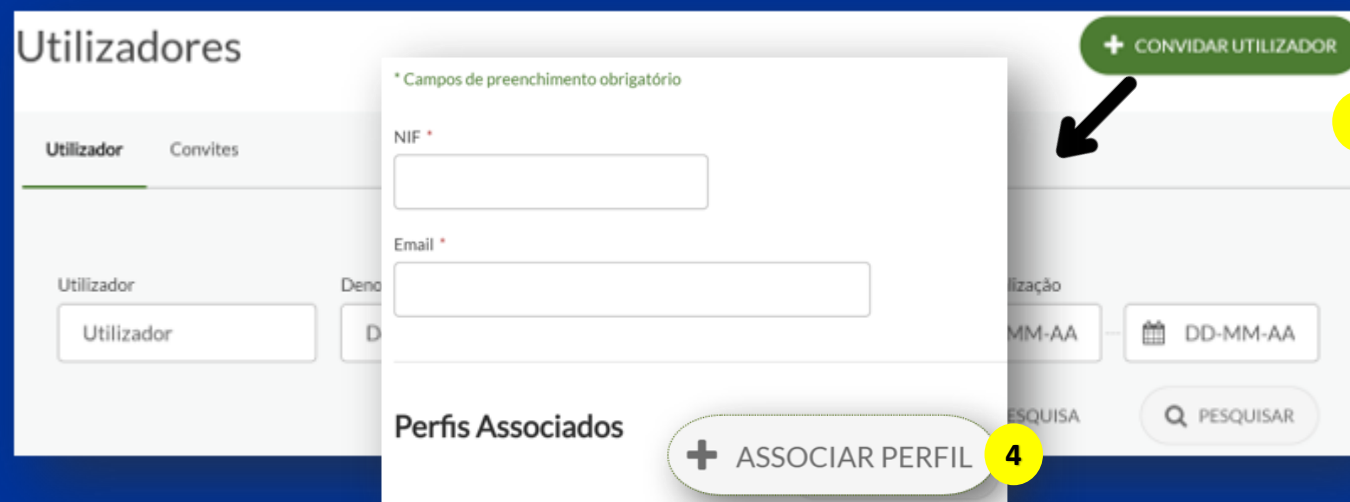 Utilizadores
CONVIDAR UTILIZADOR
Utilizador Convites
* Campos de preenchimento obrigatório
NIF *
Email *
Utilizador
Utilizador
DD-MM-AA
PESQUISAR
Perfis Associados
ASSOCIAR PERFIL 4